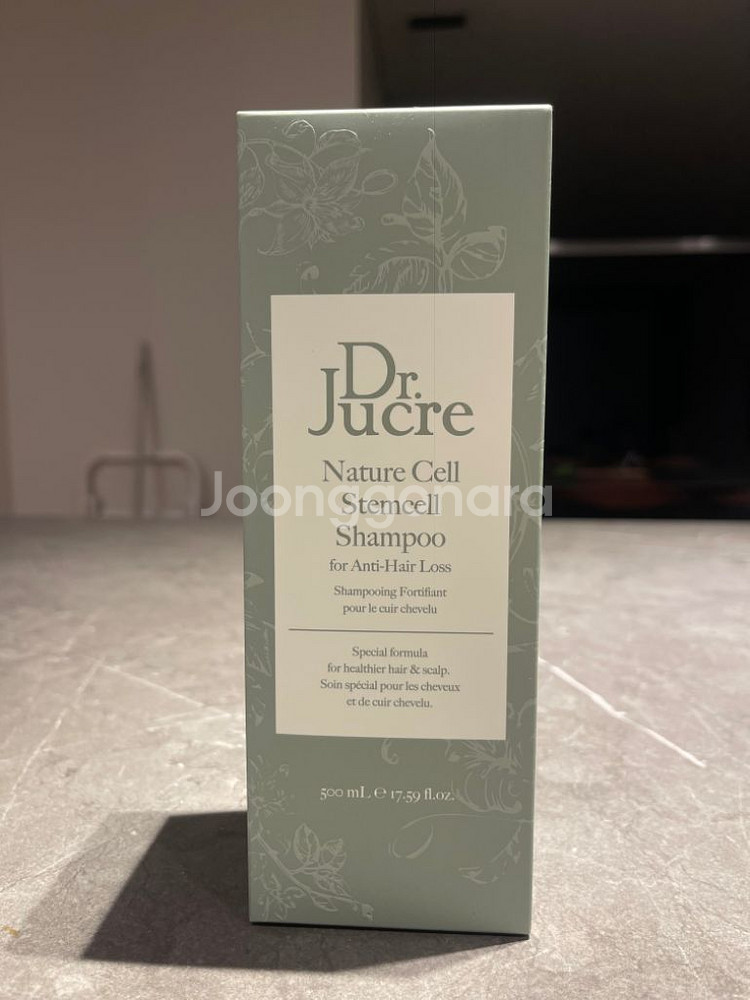 Dr.
Jucre
Nature Cell
Stemcell
Shampoo
for Anti-Hair Loss
Shampooing Fortifiant
pour le cuir chevelu
Special formula
for healthier hair & scalp.
Soin spécial pour les cheveux
et de cuir chevelu.
500 mL ℮ 17.59 fl.oz.
Joonggonara